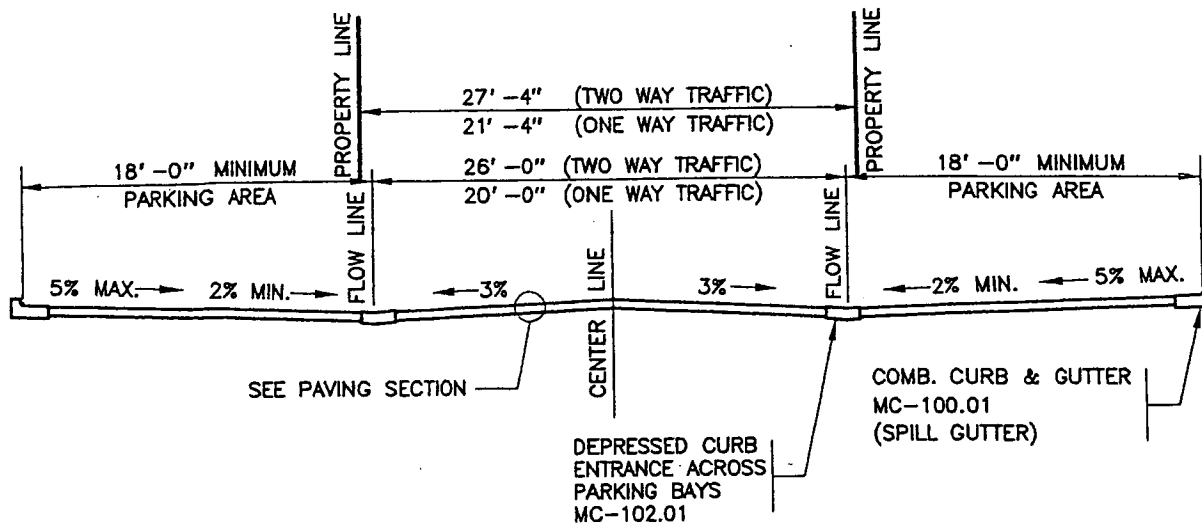 PROPERTY LINE
PROPERTY LINE
27'-4" (TWO WAY TRAFFIC)
21'-4" (ONE WAY TRAFFIC)
18'-0" MINIMUM
PARKING AREA
26'-0" (TWO WAY TRAFFIC)
20'-0" (ONE WAY TRAFFIC)
18'-0" MINIMUM
PARKING AREA
FLOW LINE
FLOW LINE
5% MAX.
2% MIN.
3%
3%
2% MIN.
5% MAX.
CENTER LINE
SEE PAVING SECTION
DEPRESSED CURB
ENTRANCE ACROSS
PARKING BAYS
MC-102.01
COMB. CURB & GUTTER
MC-100.01
(SPILL GUTTER)